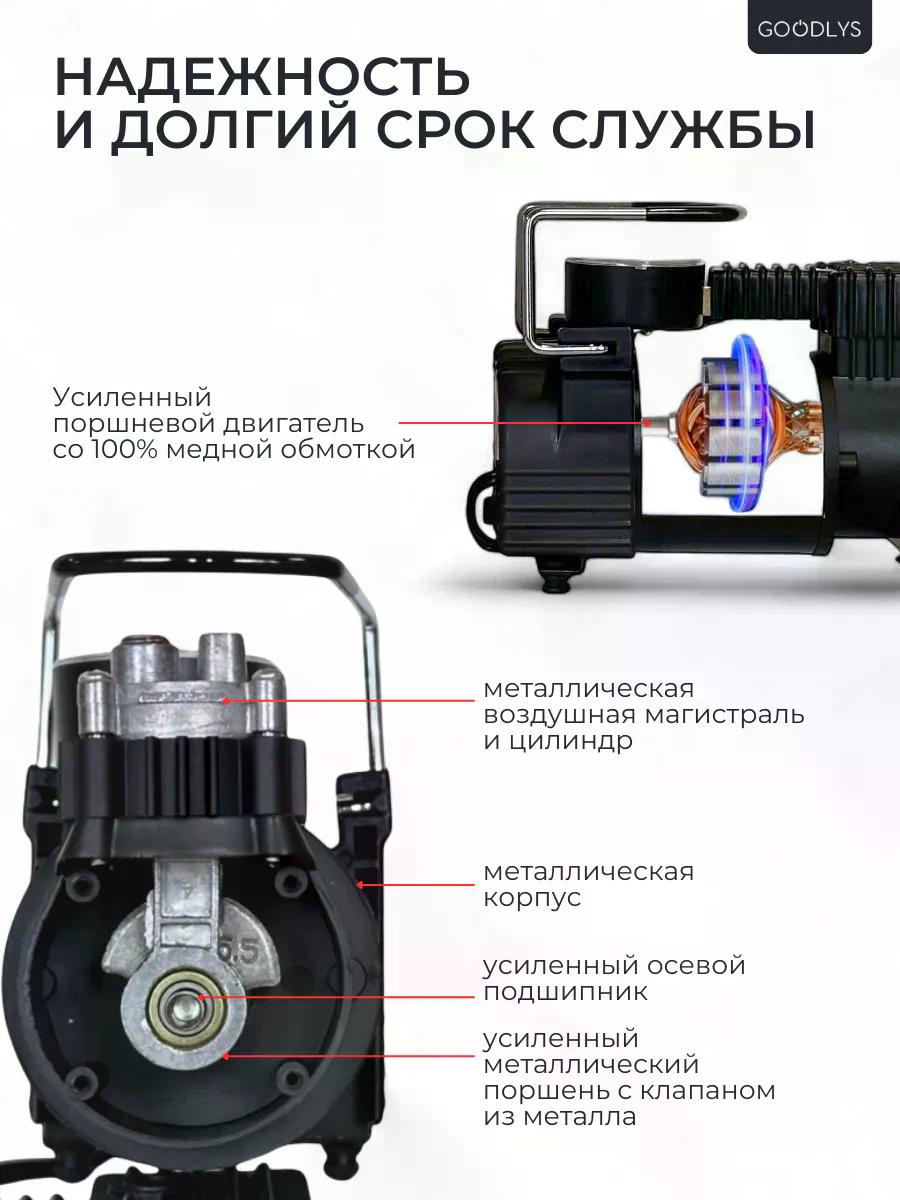 GOODLYS
НАДЕЖНОСТЬ
И ДОЛГИЙ СРОК СЛУЖБЫ
Усиленный
поршневой двигатель
со 100% медной обмоткой
металлическая
воздушная магистраль
и цилиндр
металлическая
корпус
5.5
усиленный осевой
подшипник
усиленный
металлический
поршень с клапаном
из металла